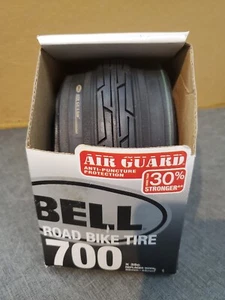 AIR GUARD
ANTI-PUNCTURE
PROTECTION
30%
STRONGER
BELL
ROAD BIKE TIRE
700